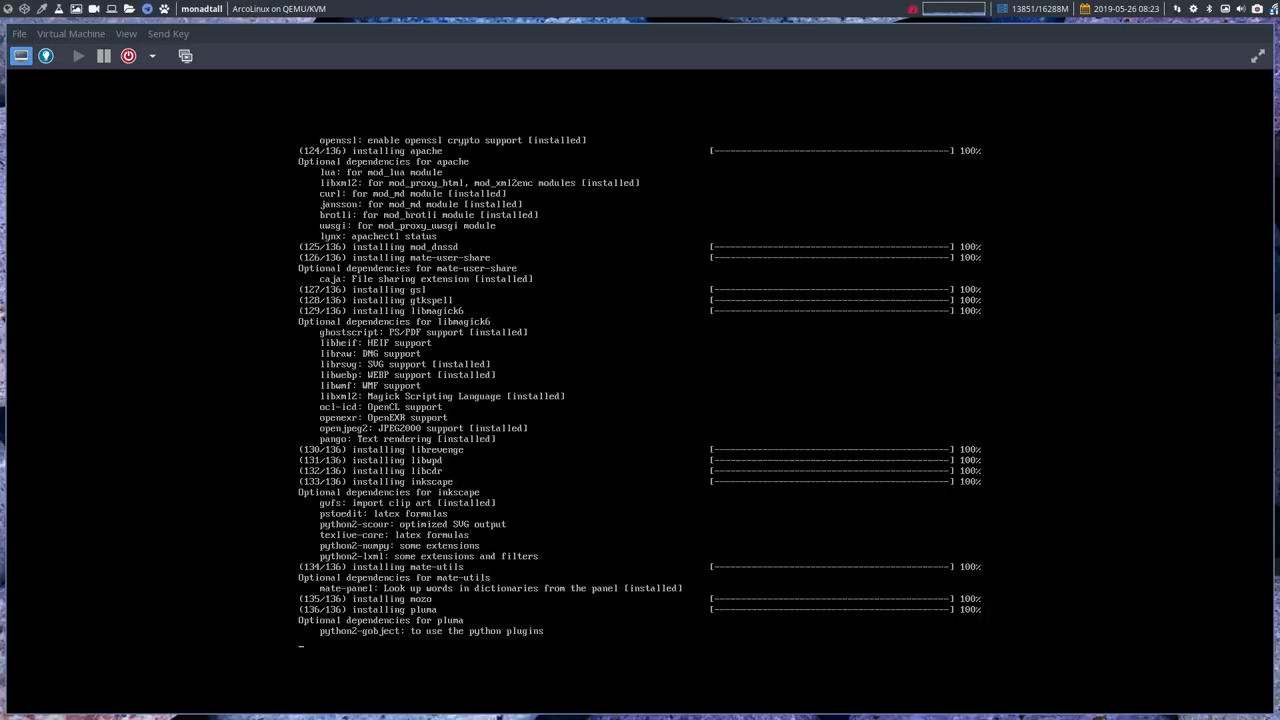 monadtall ArcoLinux on QEMU/KVM 13851/16288M 2019-05-26 08:23
File Virtual Machine View Send Key
openssl: enable openssl crypto support [installed]
(124/136) installing apache [----------------------------------------] 100%
Optional dependencies for apache
lua: for mod_lua module
libxml2: for mod_proxy_html, mod_xml2enc modules [installed]
curl: for mod_md module [installed]
jansson: for mod_md module [installed]
brotli: for mod_brotli module [installed]
uwsgi: for mod_proxy_uwsgi module
lynx: apachectl status
(125/136) installing mod_dnssd [----------------------------------------] 100%
(126/136) installing mate-user-share [----------------------------------------] 100%
Optional dependencies for mate-user-share
caja: File sharing extension [installed]
(127/136) installing gsl [----------------------------------------] 100%
(128/136) installing gtkspell [----------------------------------------] 100%
(129/136) installing libmagick6 [----------------------------------------] 100%
Optional dependencies for libmagick6
ghostscript: PS/PDF support [installed]
libheif: HEIF support
libraw: DNG support
librsvg: SVG support [installed]
libwebp: WEBP support [installed]
libwmf: WMF support
libxml2: Magick Scripting Language [installed]
ocl-icd: OpenCL support
openexr: OpenEXR support
openjpeg2: JPEG2000 support [installed]
pango: Text rendering [installed]
(130/136) installing librevenge [----------------------------------------] 100%
(131/136) installing libwpd [----------------------------------------] 100%
(132/136) installing libcdr [----------------------------------------] 100%
(133/136) installing inkscape [----------------------------------------] 100%
Optional dependencies for inkscape
gvfs: import clip art [installed]
pstoedit: latex formulas
python2-scour: optimized SVG output
texlive-core: latex formulas
python2-numpy: some extensions
python2-lxml: some extensions and filters
(134/136) installing mate-utils [----------------------------------------] 100%
Optional dependencies for mate-utils
mate-panel: Look up words in dictionaries from the panel [installed]
(135/136) installing mozo [----------------------------------------] 100%
(136/136) installing pluma [----------------------------------------] 100%
Optional dependencies for pluma
python2-gobject: to use the python plugins